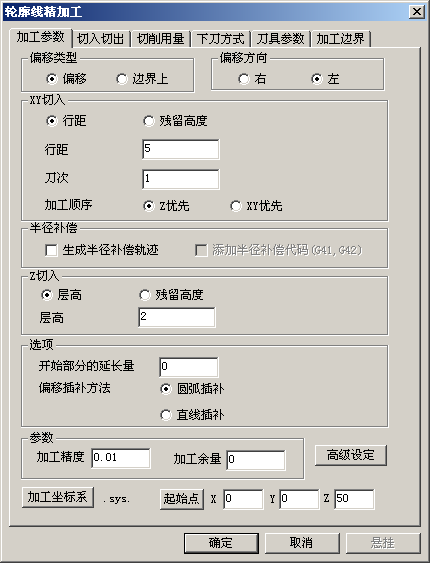 轮廓线精加工
加工参数 切入切出 切削用量 下刀方式 刀具参数 加工边界
偏移类型 偏移方向
偏移 边界上 右 左
XY切入
行距 残留高度
行距 5
刀次 1
加工顺序 Z优先 XY优先
半径补偿
生成半径补偿轨迹 添加半径补偿代码(G41,G42)
Z切入
层高 残留高度
层高 2
选项
开始部分的延长量 0
偏移插补方法 圆弧插补
直线插补
参数
加工精度 0.01 加工余量 0 高级设定
加工坐标系 .sys. 起始点 X 0 Y 0 Z 50
确定 取消 悬挂